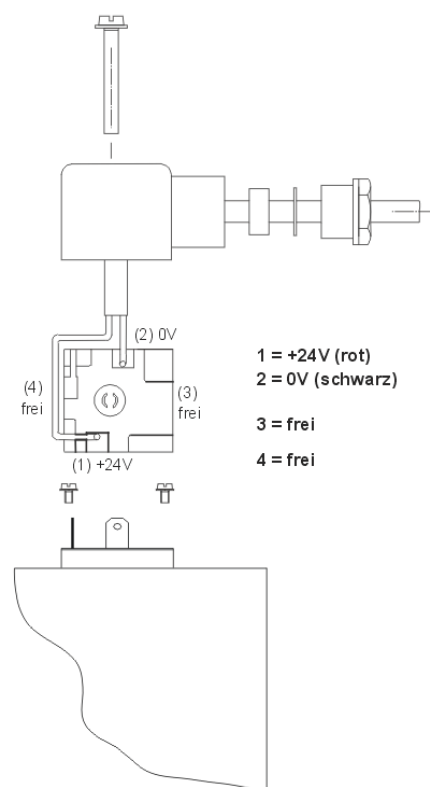 (2) 0V
(4)
frei
(3)
frei
(1) +24V
1 = +24V (rot)
2 = 0V (schwarz)
3 = frei
4 = frei